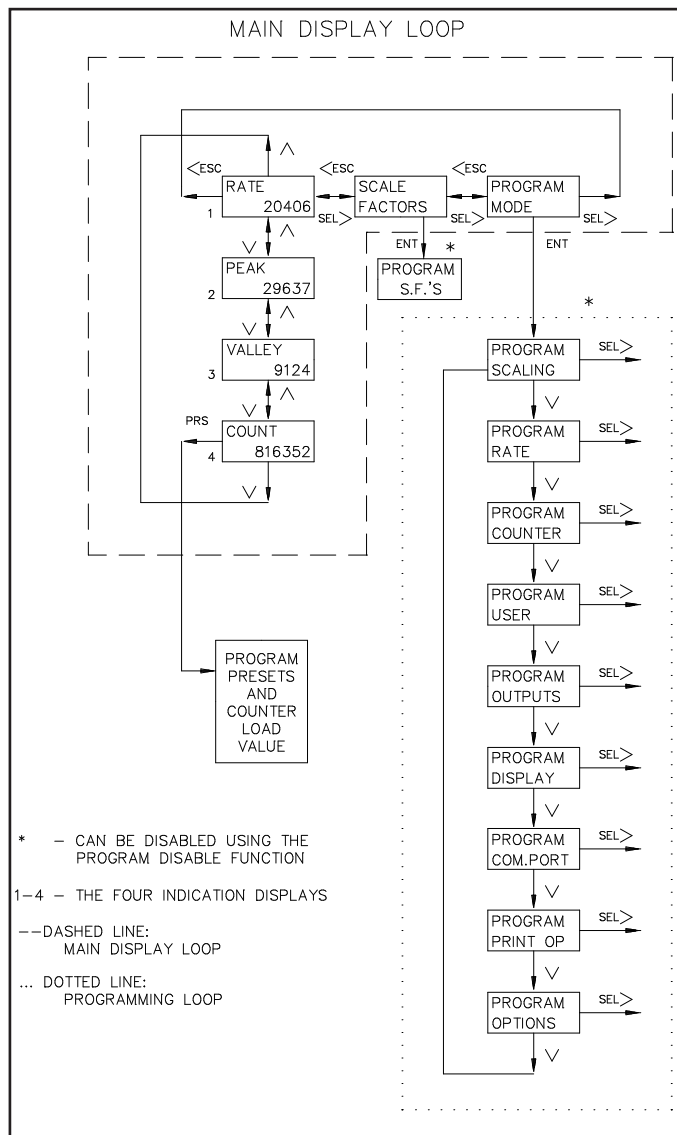 MAIN DISPLAY LOOP
∧
<ESC
<ESC
<ESC
RATE
20406
1
SEL>
SCALE
FACTORS
SEL>
PROGRAM
MODE
SEL>
∨
∧
ENT
*
ENT
PEAK
29637
2
PROGRAM
S.F.'S
∨
∧
*
VALLEY
9124
3
PROGRAM
SCALING
SEL>
∨
∧
∨
PRS
COUNT
816352
4
PROGRAM
RATE
SEL>
∨
∨
PROGRAM
COUNTER
SEL>
∨
PROGRAM
USER
SEL>
∨
PROGRAM
PRESETS
AND
COUNTER
LOAD
VALUE
PROGRAM
OUTPUTS
SEL>
∨
PROGRAM
DISPLAY
SEL>
∨
PROGRAM
COM.PORT
SEL>
∨
PROGRAM
PRINT OP
SEL>
∨
PROGRAM
OPTIONS
SEL>
∨
* – CAN BE DISABLED USING THE
PROGRAM DISABLE FUNCTION
1–4 – THE FOUR INDICATION DISPLAYS
––DASHED LINE:
MAIN DISPLAY LOOP
... DOTTED LINE:
PROGRAMMING LOOP